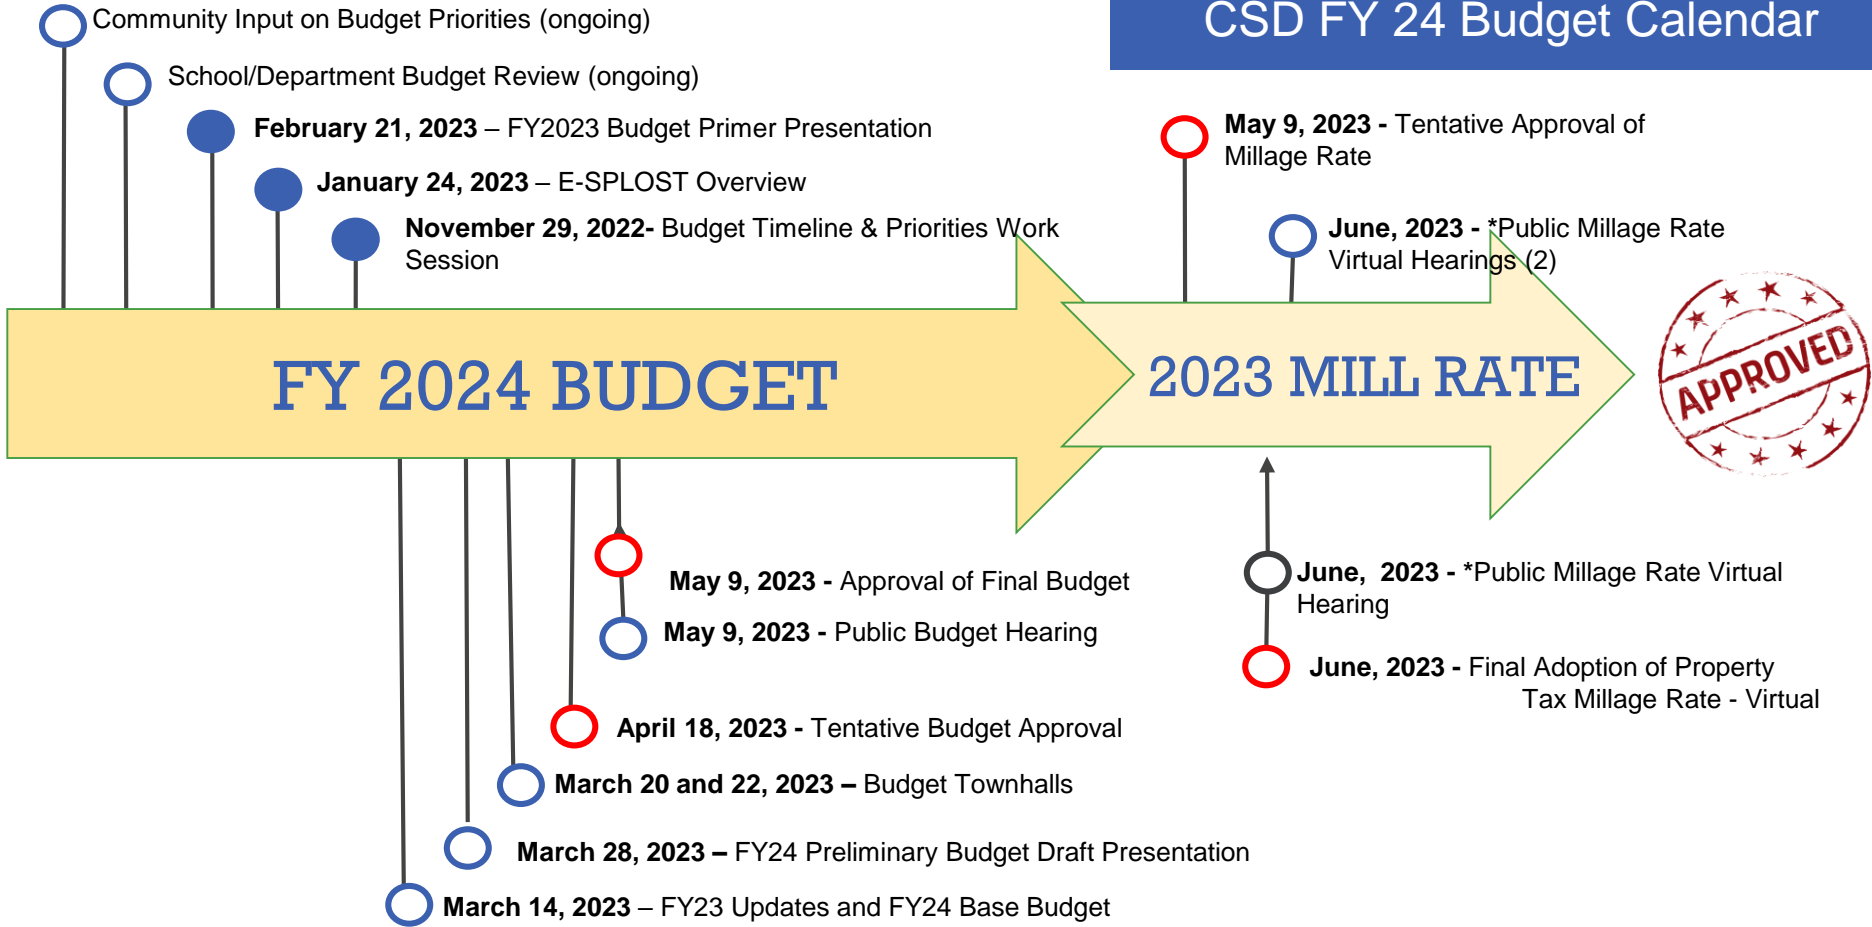 CSD FY 24 Budget Calendar
Community Input on Budget Priorities (ongoing)
School/Department Budget Review (ongoing)
February 21, 2023 – FY2023 Budget Primer Presentation
January 24, 2023 – E-SPLOST Overview
November 29, 2022- Budget Timeline & Priorities Work
Session
May 9, 2023 - Tentative Approval of
Millage Rate
June, 2023 - *Public Millage Rate
Virtual Hearings (2)
FY 2024 BUDGET
2023 MILL RATE
APPROVED
May 9, 2023 - Approval of Final Budget
May 9, 2023 - Public Budget Hearing
April 18, 2023 - Tentative Budget Approval
March 20 and 22, 2023 – Budget Townhalls
March 28, 2023 – FY24 Preliminary Budget Draft Presentation
March 14, 2023 – FY23 Updates and FY24 Base Budget
June, 2023 - *Public Millage Rate Virtual
Hearing
June, 2023 - Final Adoption of Property
Tax Millage Rate - Virtual